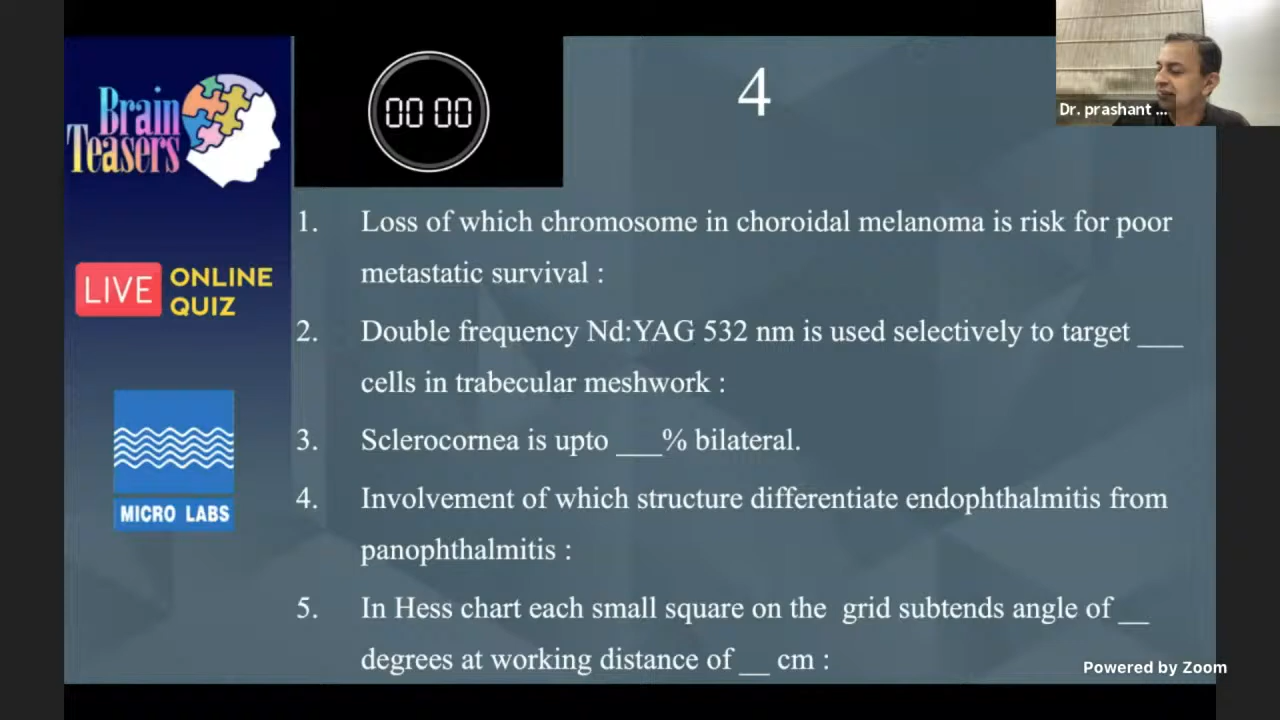 Brain
Teasers
00 00
4
Dr. prashant ...
LIVE ONLINE
QUIZ
MICRO LABS
1. Loss of which chromosome in choroidal melanoma is risk for poor
metastatic survival :
2. Double frequency Nd:YAG 532 nm is used selectively to target ___
cells in trabecular meshwork :
3. Sclerocornea is upto ___% bilateral.
4. Involvement of which structure differentiate endophthalmitis from
panophthalmitis :
5. In Hess chart each small square on the grid subtends angle of __
degrees at working distance of __ cm :
Powered by Zoom